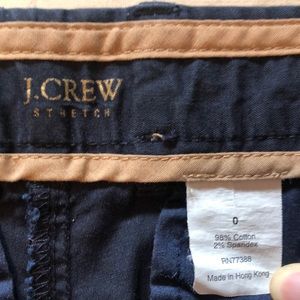 J.CREW
STRETCH
0
98% Cotton
2% Spandex
RN77388
Made in Hong Kong